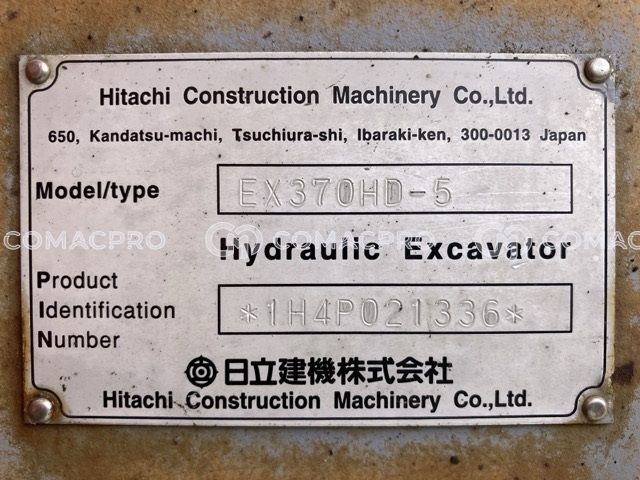 Hitachi Construction Machinery Co.,Ltd.
650, Kandatsu-machi, Tsuchiura-shi, Ibaraki-ken, 300-0013 Japan
Model/type EX370HD-5
COMACPRO COMACPRO COMACPRO
Hydraulic Excavator
Product
Identification *1H4P021336*
Number
日立建機株式会社
Hitachi Construction Machinery Co.,Ltd.